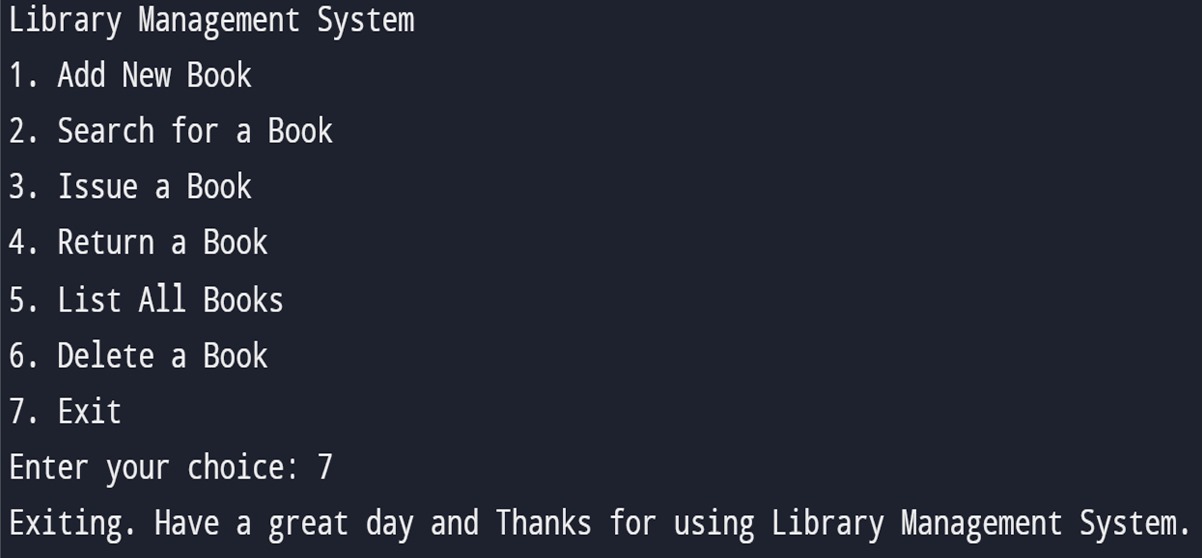 Library Management System
1. Add New Book
2. Search for a Book
3. Issue a Book
4. Return a Book
5. List All Books
6. Delete a Book
7. Exit
Enter your choice: 7
Exiting. Have a great day and Thanks for using Library Management System.